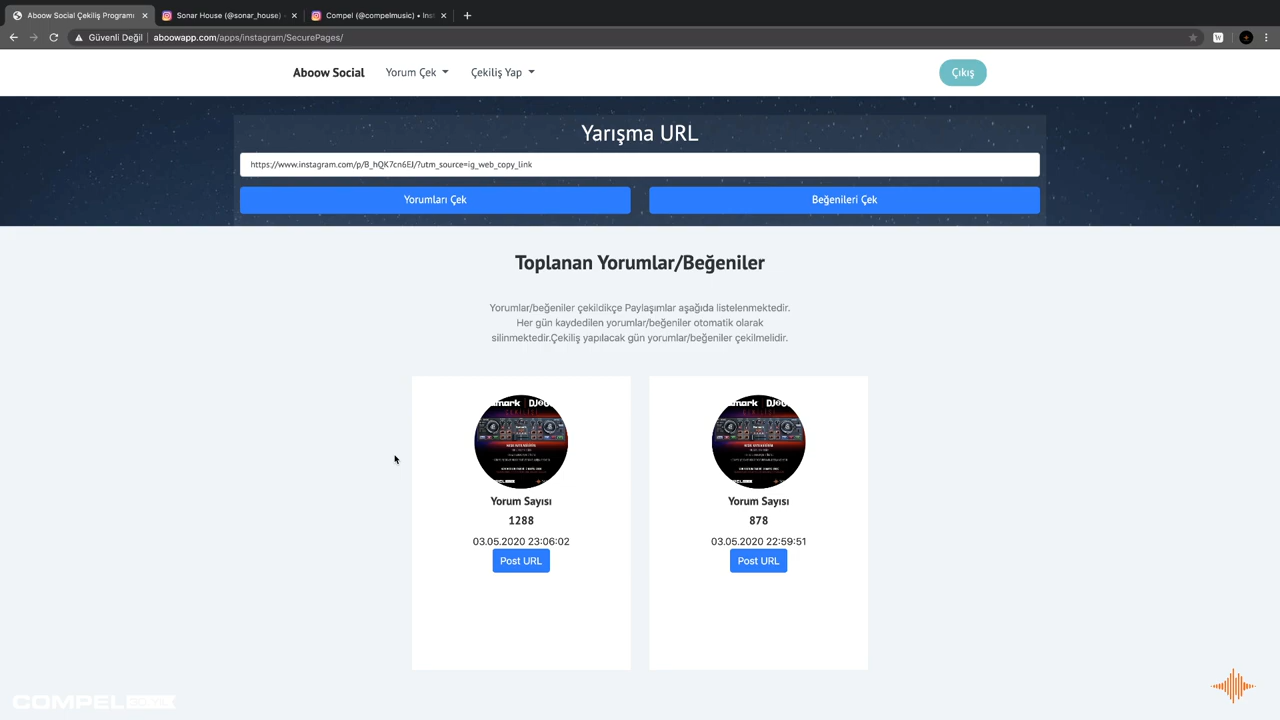 Aboow Social Çekiliş Programı
Sonar House (@sonar_house)
Compel (@compelmusic) • Inst
Güvenli Değil
aboowapp.com/apps/instagram/SecurePages/
Aboow Social
Yorum Çek
Çekiliş Yap
Çıkış
Yarışma URL
https://www.instagram.com/p/B_hQK7cn6EJ/?utm_source=ig_web_copy_link
Yorumları Çek
Beğenileri Çek
Toplanan Yorumlar/Beğeniler
Yorumlar/beğeniler çekildikçe Paylaşımlar aşağıda listelenmektedir.
Her gün kaydedilen yorumlar/beğeniler otomatik olarak
silinmektedir.Çekiliş yapılacak gün yorumlar/beğeniler çekilmelidir.
Yorum Sayısı
1288
03.05.2020 23:06:02
Post URL
Yorum Sayısı
878
03.05.2020 22:59:51
Post URL
COMPEL